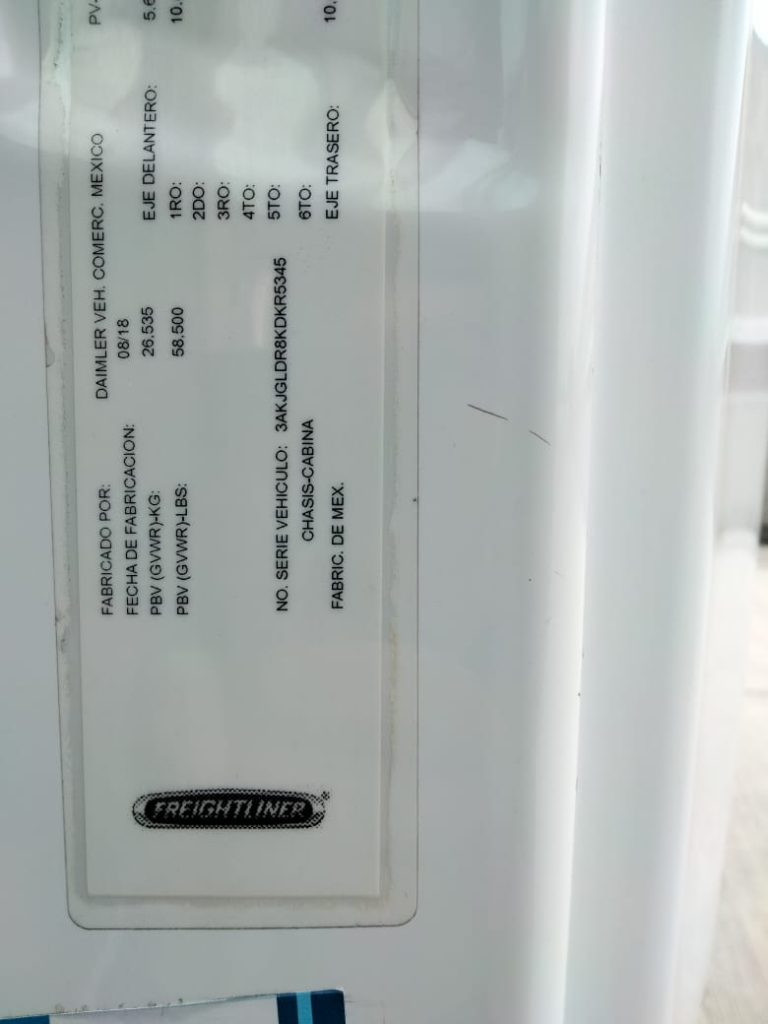 FREIGHTLINER
FABRICADO POR: DAIMLER VEH. COMERC. MEXICO
FECHA DE FABRICACION: 08/18
PBV (GVWR)-KG: 26,535 EJE DELANTERO:
PBV (GVWR)-LBS: 58,500 1RO:
2DO:
3RO:
4TO:
NO. SERIE VEHICULO: 3AKJGLDR8KDKR5345 5TO:
CHASIS-CABINA 6TO:
FABRIC. DE MEX. EJE TRASERO: